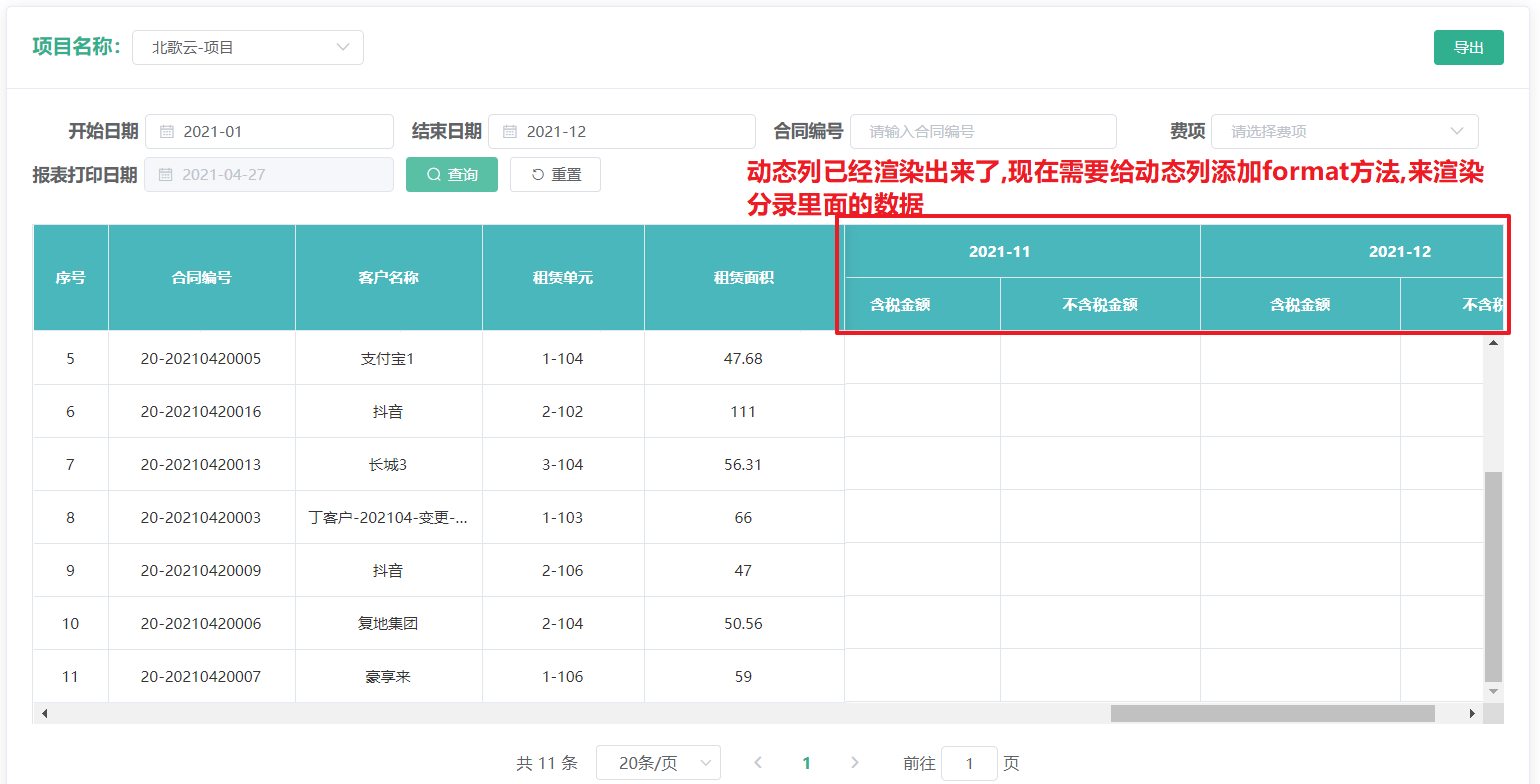 项目名称: 北歌云-项目 导出
开始日期 2021-01 结束日期 2021-12 合同编号 请输入合同编号 费项 请选择费项
报表打印日期 2021-04-27 查询 重置
动态列已经渲染出来了,现在需要给动态列添加format方法,来渲染
分录里面的数据
序号 合同编号 客户名称 租赁单元 租赁面积 2021-11 2021-12
含税金额 不含税金额 含税金额 不含税
5 20-20210420005 支付宝1 1-104 47.68
6 20-20210420016 抖音 2-102 111
7 20-20210420013 长城3 3-104 56.31
8 20-20210420003 丁客户-202104-变更-... 1-103 66
9 20-20210420009 抖音 2-106 47
10 20-20210420006 复地集团 2-104 50.56
11 20-20210420007 豪享来 1-106 59
共 11 条 20条/页 1 前往 1 页